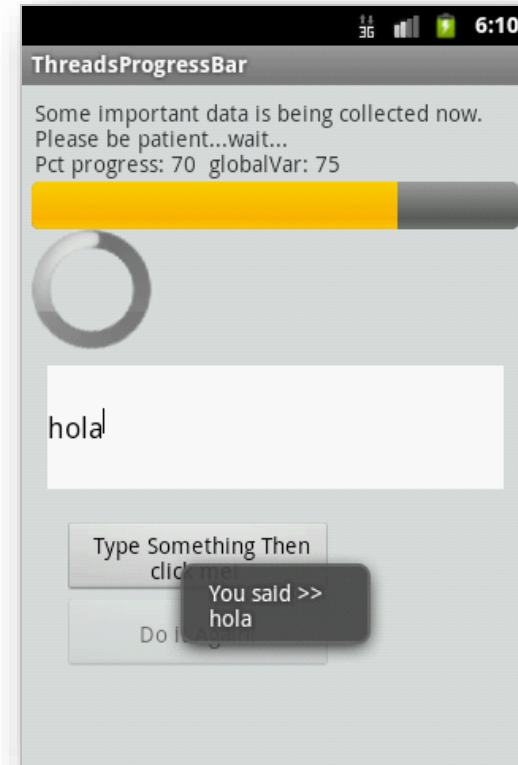 3G 6:10
ThreadsProgressBar
Some important data is being collected now.
Please be patient...wait...
Pct progress: 70 globalVar: 75
hola
Type Something Then
click me!
You said >>
hola
Do It Again!